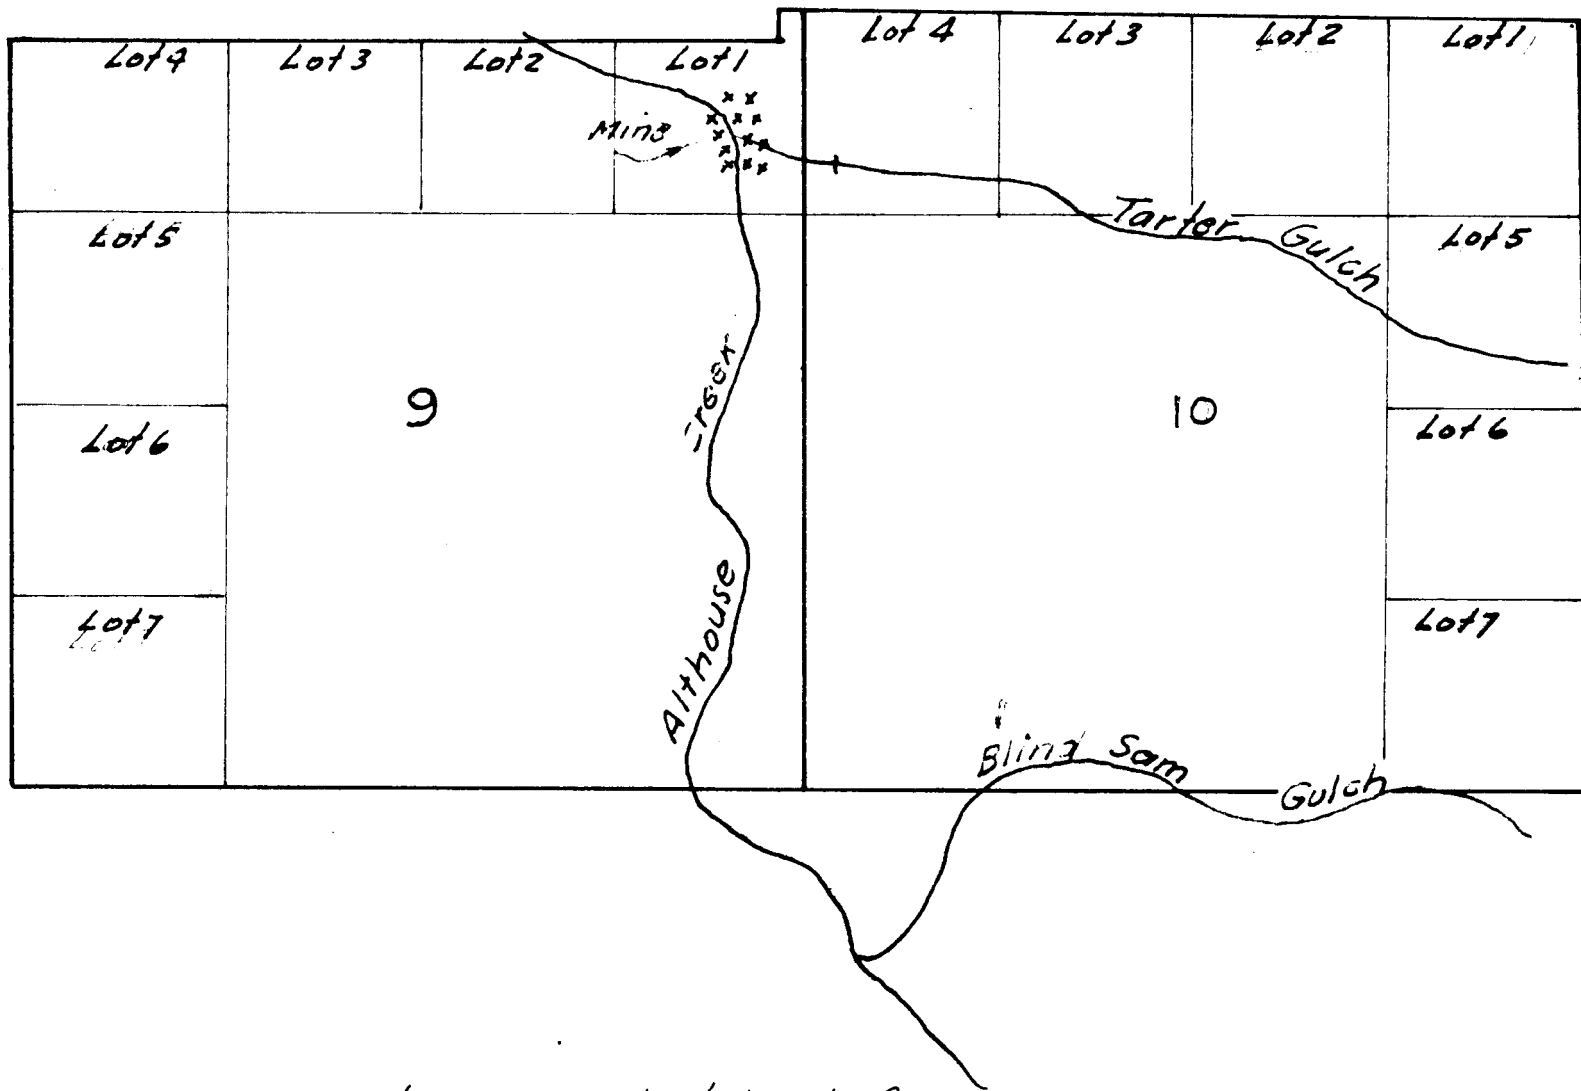 Lot 4 Lot 3 Lot 2 Lot 1 Lot 4 Lot 3 Lot 2 Lot 1
Mine
Tarter Gulch
Lot 5 Lot 5
Creek
9 10
Lot 6 Lot 6
Althouse
Lot 7 Lot 7
Blind Sam Gulch